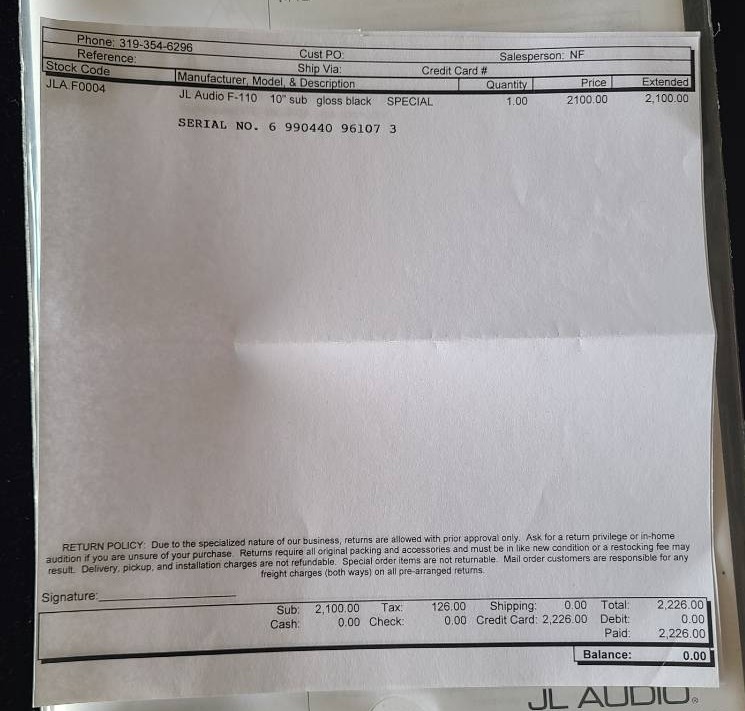 Phone: 319-354-6296
Reference: Cust PO: Salesperson: NF
Ship Via: Credit Card #
Stock Code Manufacturer, Model, & Description Quantity Price Extended
JLA.F0004 JL Audio F-110 10" sub gloss black SPECIAL 1.00 2100.00 2,100.00
SERIAL NO. 6 990440 96107 3
RETURN POLICY: Due to the specialized nature of our business, returns are allowed with prior approval only. Ask for a return privilege or in-home
audition if you are unsure of your purchase. Returns require all original packing and accessories and must be in like new condition or a restocking fee may
result. Delivery, pickup, and installation charges are not refundable. Special order items are not returnable. Mail order customers are responsible for any
freight charges (both ways) on all pre-arranged returns.
Signature:
Sub: 2,100.00 Tax: 126.00 Shipping: 0.00 Total: 2,226.00
Cash: 0.00 Check: 0.00 Credit Card: 2,226.00 Debit: 0.00
Paid: 2,226.00
Balance: 0.00
JL AUDIO®